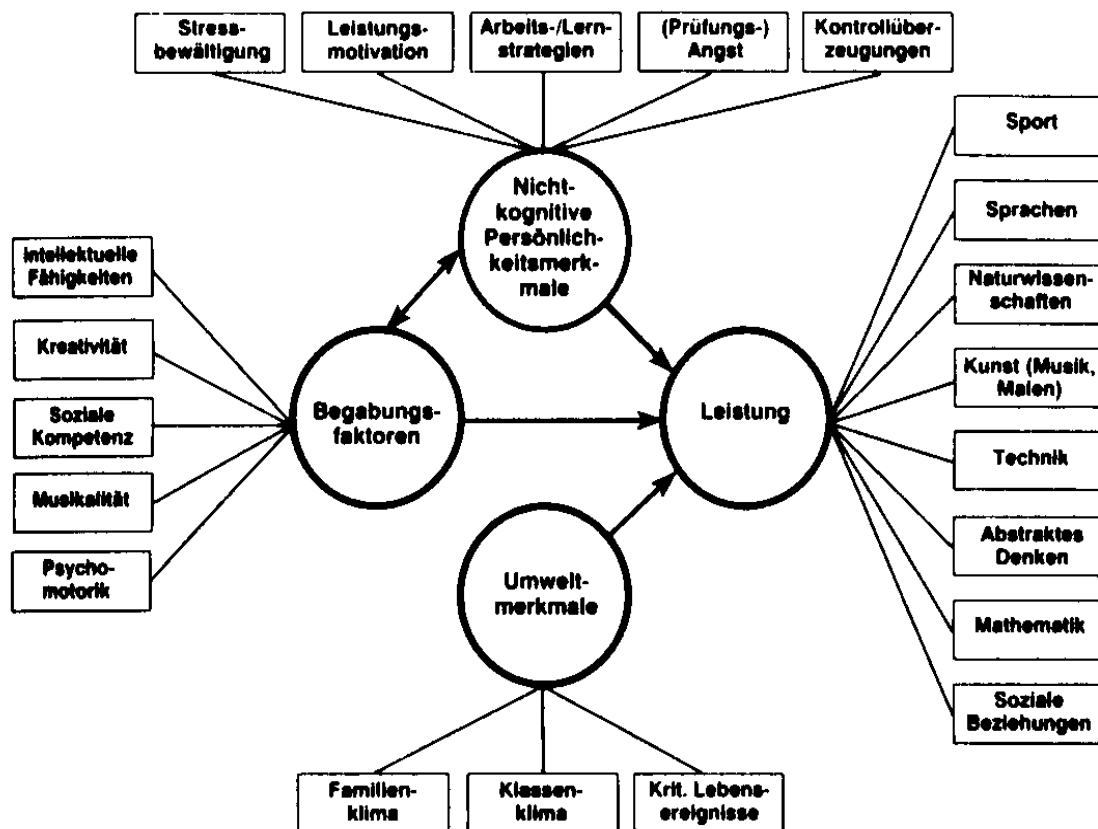 Stress-
bewältigung
Leistungs-
motivation
Arbeits-/Lern-
strategien
(Prüfungs-)
Angst
Kontrollüber-
zeugungen
Nicht-
kognitive
Persönlich-
keitsmerk-
male
Intellektuelle
Fähigkeiten
Kreativität
Soziale
Kompetenz
Musikalität
Psycho-
motorik
Begabungs-
faktoren
Leistung
Umwelt-
merkmale
Sport
Sprachen
Naturwissen-
schaften
Kunst (Musik,
Malen)
Technik
Abstraktes
Denken
Mathematik
Soziale
Beziehungen
Familien-
klima
Klassen-
klima
Krit. Lebens-
ereignisse